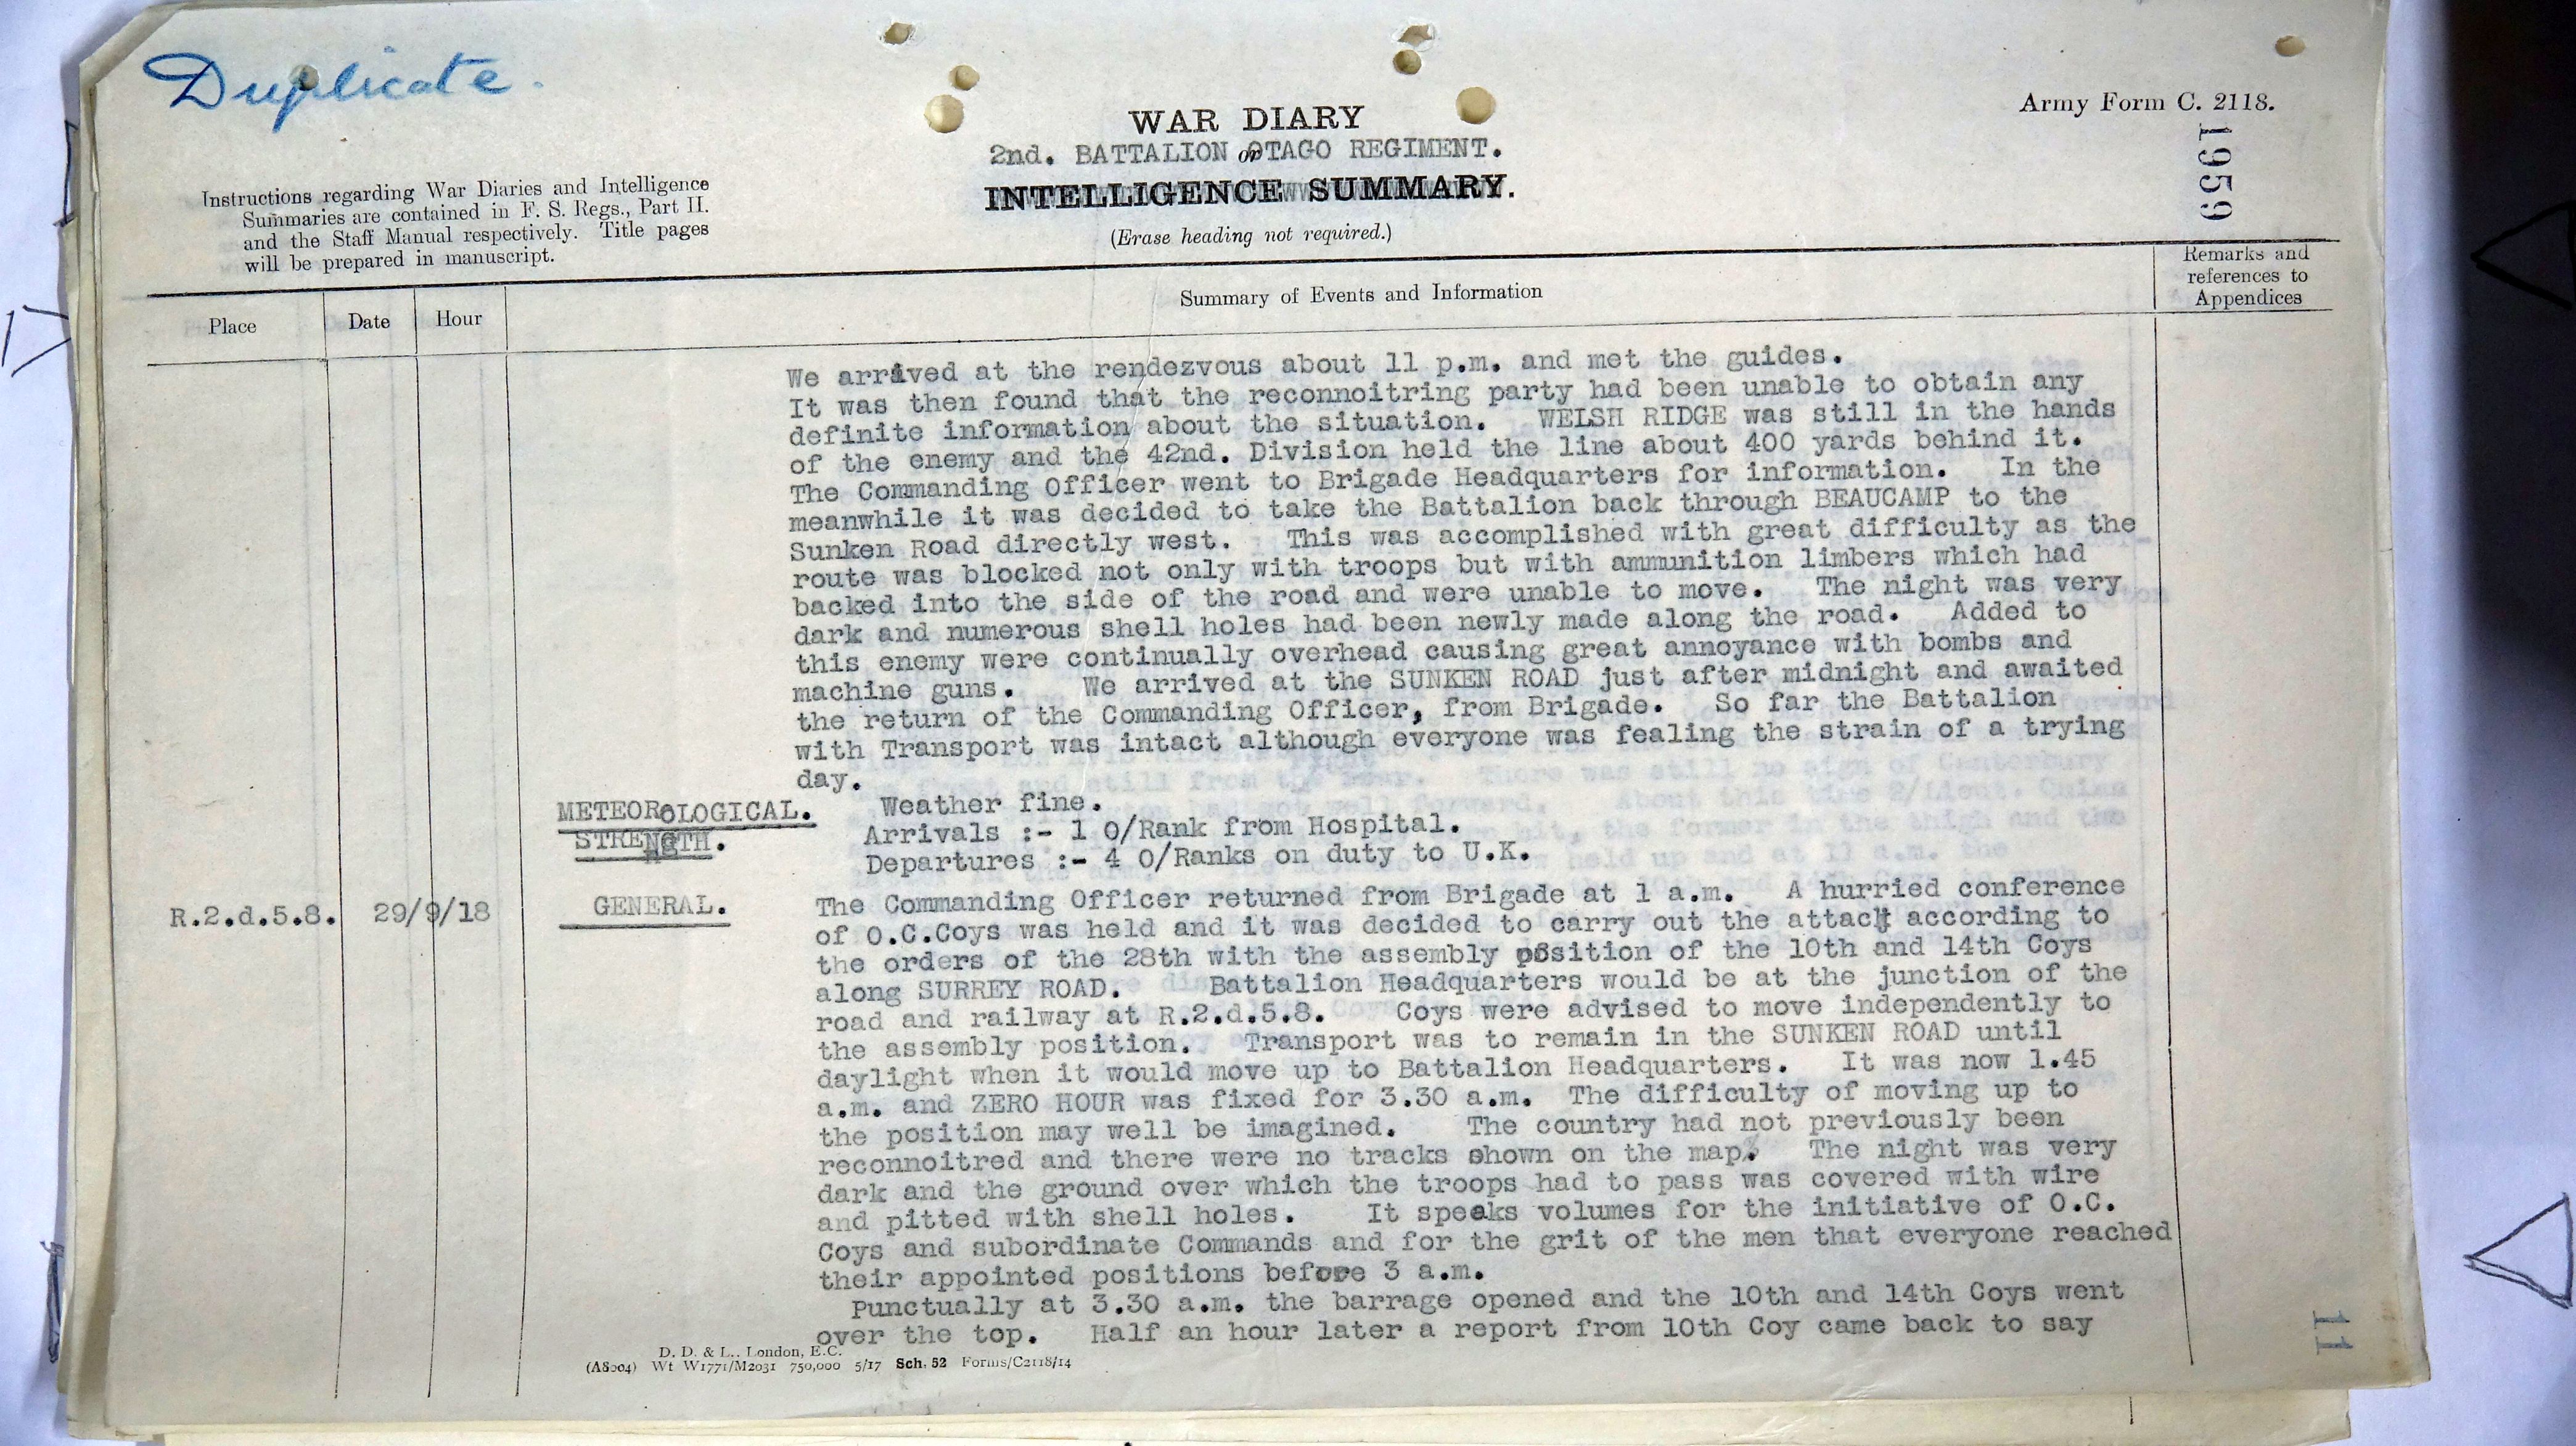 Duplicate.
Army Form C. 2118.
1959
WAR DIARY
2nd. BATTALION OTAGO REGIMENT.
or
INTELLIGENCE SUMMARY.
(Erase heading not required.)
Instructions regarding War Diaries and Intelligence
Summaries are contained in F. S. Regs., Part II.
and the Staff Manual respectively. Title pages
will be prepared in manuscript.
Place
Date
Hour
Summary of Events and Information
Remarks and
references to
Appendices
We arrived at the rendezvous about 11 p.m. and met the guides.
It was then found that the reconnoitring party had been unable to obtain any
definite information about the situation. WELSH RIDGE was still in the hands
of the enemy and the 42nd. Division held the line about 400 yards behind it.
The Commanding Officer went to Brigade Headquarters for information. In the
meanwhile it was decided to take the Battalion back through BEAUCAMP to the
Sunken Road directly west. This was accomplished with great difficulty as the
route was blocked not only with troops but with ammunition limbers which had
backed into the side of the road and were unable to move. The night was very
dark and numerous shell holes had been newly made along the road. Added to
this enemy were continually overhead causing great annoyance with bombs and
machine guns. We arrived at the SUNKEN ROAD just after midnight and awaited
the return of the Commanding Officer, from Brigade. So far the Battalion
with Transport was intact although everyone was fealing the strain of a trying
day.
METEOROLOGICAL. Weather fine.
STRENGTH. Arrivals :- 1 O/Rank from Hospital.
Departures :- 4 O/Ranks on duty to U.K.
R.2.d.5.8. 29/9/18 GENERAL. The Commanding Officer returned from Brigade at 1 a.m. A hurried conference
of O.C.Coys was held and it was decided to carry out the attack according to
the orders of the 28th with the assembly position of the 10th and 14th Coys
along SURREY ROAD. Battalion Headquarters would be at the junction of the
road and railway at R.2.d.5.8. Coys were advised to move independently to
the assembly position. Transport was to remain in the SUNKEN ROAD until
daylight when it would move up to Battalion Headquarters. It was now 1.45
a.m. and ZERO HOUR was fixed for 3.30 a.m. The difficulty of moving up to
the position may well be imagined. The country had not previously been
reconnoitred and there were no tracks shown on the map. The night was very
dark and the ground over which the troops had to pass was covered with wire
and pitted with shell holes. It speaks volumes for the initiative of O.C.
Coys and subordinate Commands and for the grit of the men that everyone reached
their appointed positions before 3 a.m.
Punctually at 3.30 a.m. the barrage opened and the 10th and 14th Coys went
over the top. Half an hour later a report from 10th Coy came back to say
D. D. & L., London, E.C.
(A8004) Wt W1771/M2031 750,000 5/17 Sch. 52 Forms/C2118/14
11